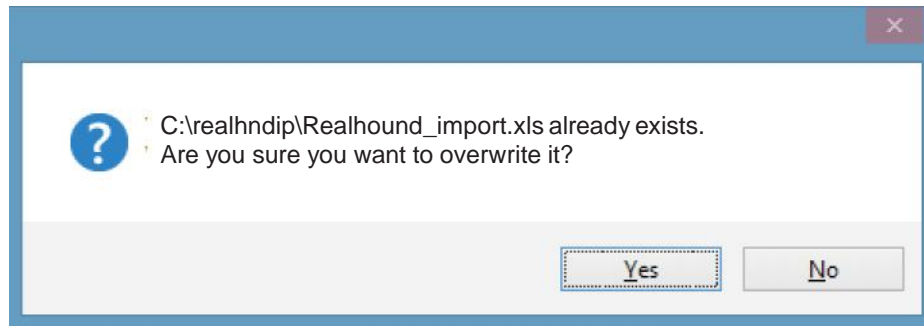 C:\realhndip\Realhound_import.xls already exists.
Are you sure you want to overwrite it?
Yes No